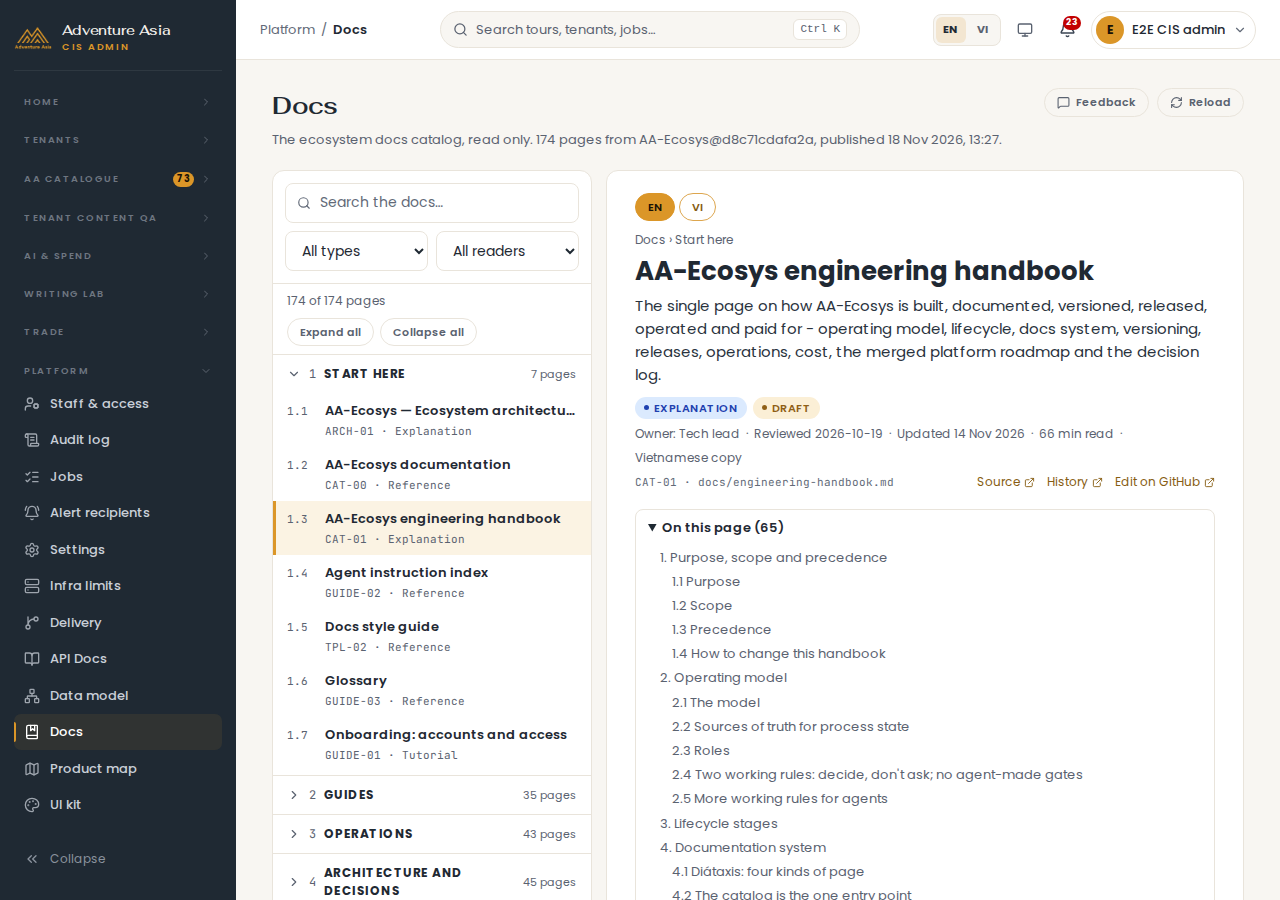 Adventure Asia
Adventure Asia
CIS ADMIN
HOME
TENANTS
AA CATALOGUE 73
TENANT CONTENT QA
AI & SPEND
WRITING LAB
TRADE
PLATFORM
Staff & access
Audit log
Jobs
Alert recipients
Settings
Infra limits
Delivery
API Docs
Data model
Docs
Product map
UI kit
Collapse
Platform / Docs
Search tours, tenants, jobs...
Ctrl K
EN VI
23
E E2E CIS admin
Docs
Feedback
Reload
The ecosystem docs catalog, read only. 174 pages from AA-Ecosys@d8c71cdafa2a, published 18 Nov 2026, 13:27.
Search the docs...
All types
All readers
174 of 174 pages
Expand all
Collapse all
1 START HERE 7 pages
1.1 AA-Ecosys — Ecosystem architectu...
ARCH-01 · Explanation
1.2 AA-Ecosys documentation
CAT-00 · Reference
1.3 AA-Ecosys engineering handbook
CAT-01 · Explanation
1.4 Agent instruction index
GUIDE-02 · Reference
1.5 Docs style guide
TPL-02 · Reference
1.6 Glossary
GUIDE-03 · Reference
1.7 Onboarding: accounts and access
GUIDE-01 · Tutorial
2 GUIDES 35 pages
3 OPERATIONS 43 pages
4 ARCHITECTURE AND DECISIONS 45 pages
EN VI
Docs › Start here
AA-Ecosys engineering handbook
The single page on how AA-Ecosys is built, documented, versioned, released,
operated and paid for - operating model, lifecycle, docs system, versioning,
releases, operations, cost, the merged platform roadmap and the decision
log.
EXPLANATION
DRAFT
Owner: Tech lead · Reviewed 2026-10-19 · Updated 14 Nov 2026 · 66 min read ·
Vietnamese copy
CAT-01 · docs/engineering-handbook.md
Source
History
Edit on GitHub
On this page (65)
1. Purpose, scope and precedence
1.1 Purpose
1.2 Scope
1.3 Precedence
1.4 How to change this handbook
2. Operating model
2.1 The model
2.2 Sources of truth for process state
2.3 Roles
2.4 Two working rules: decide, don't ask; no agent-made gates
2.5 More working rules for agents
3. Lifecycle stages
4. Documentation system
4.1 Diátaxis: four kinds of page
4.2 The catalog is the one entry point